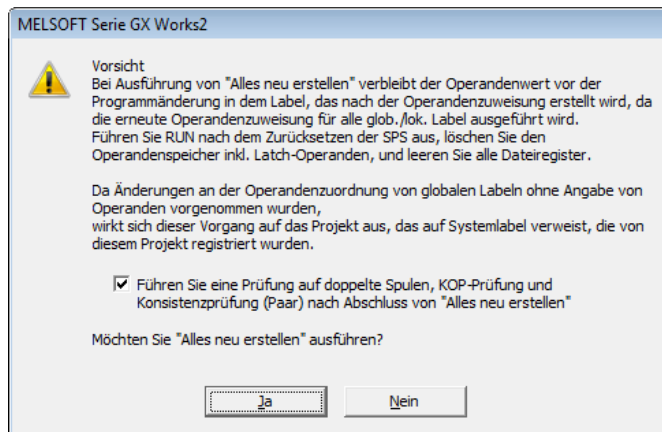 MELSOFT Serie GX Works2
Vorsicht
Bei Ausführung von "Alles neu erstellen" verbleibt der Operandenwert vor der
Programmänderung in dem Label, das nach der Operandenzuweisung erstellt wird, da
die erneute Operandenzuweisung für alle glob./lok. Label ausgeführt wird.
Führen Sie RUN nach dem Zurücksetzen der SPS aus, löschen Sie den
Operandenspeicher inkl. Latch-Operanden, und leeren Sie alle Dateiregister.
Da Änderungen an der Operandenzuordnung von globalen Labeln ohne Angabe von
Operanden vorgenommen wurden,
wirkt sich dieser Vorgang auf das Projekt aus, das auf Systemlabel verweist, die von
diesem Projekt registriert wurden.
Führen Sie eine Prüfung auf doppelte Spulen, KOP-Prüfung und
Konsistenzprüfung (Paar) nach Abschluss von "Alles neu erstellen"
Möchten Sie "Alles neu erstellen" ausführen?
Ja
Nein